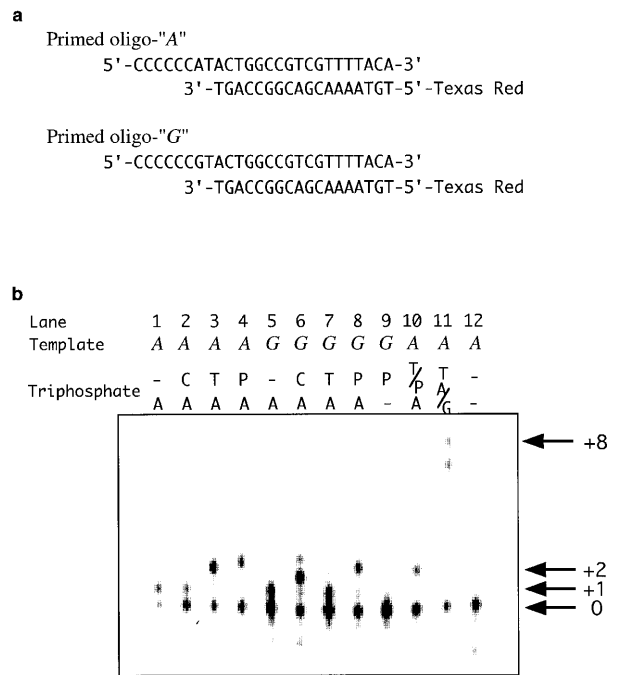 a
Primed oligo-"A"
5'-CCCCCCATACTGGCCGTCGTTTTACA-3'
3'-TGACCGGCAGCAAAATGT-5'-Texas Red
Primed oligo-"G"
5'-CCCCCCGTACTGGCCGTCGTTTTACA-3'
3'-TGACCGGCAGCAAAATGT-5'-Texas Red
b
Lane 1 2 3 4 5 6 7 8 9 10 11 12
Template A A A A G G G G G A A A
Triphosphate - C T P - C T P P T/P T -
A A A A A A A A - A A/G -
+8
+2
+1
0